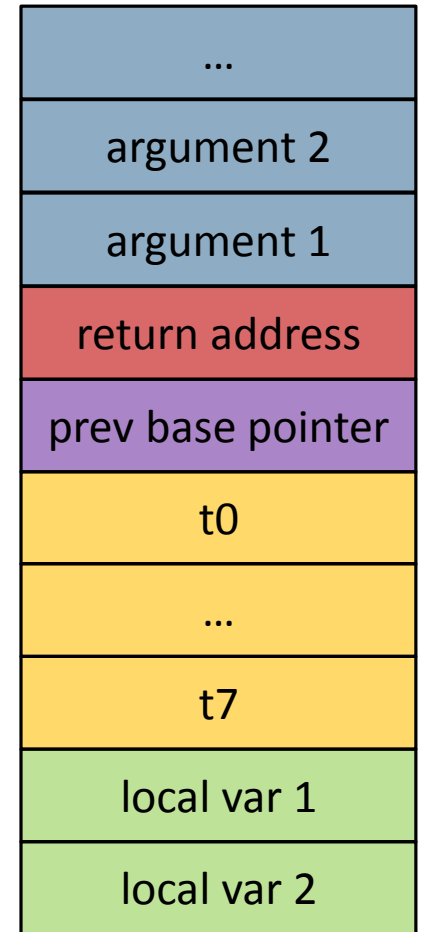 ...
argument 2
argument 1
return address
prev base pointer
t0
...
t7
local var 1
local var 2